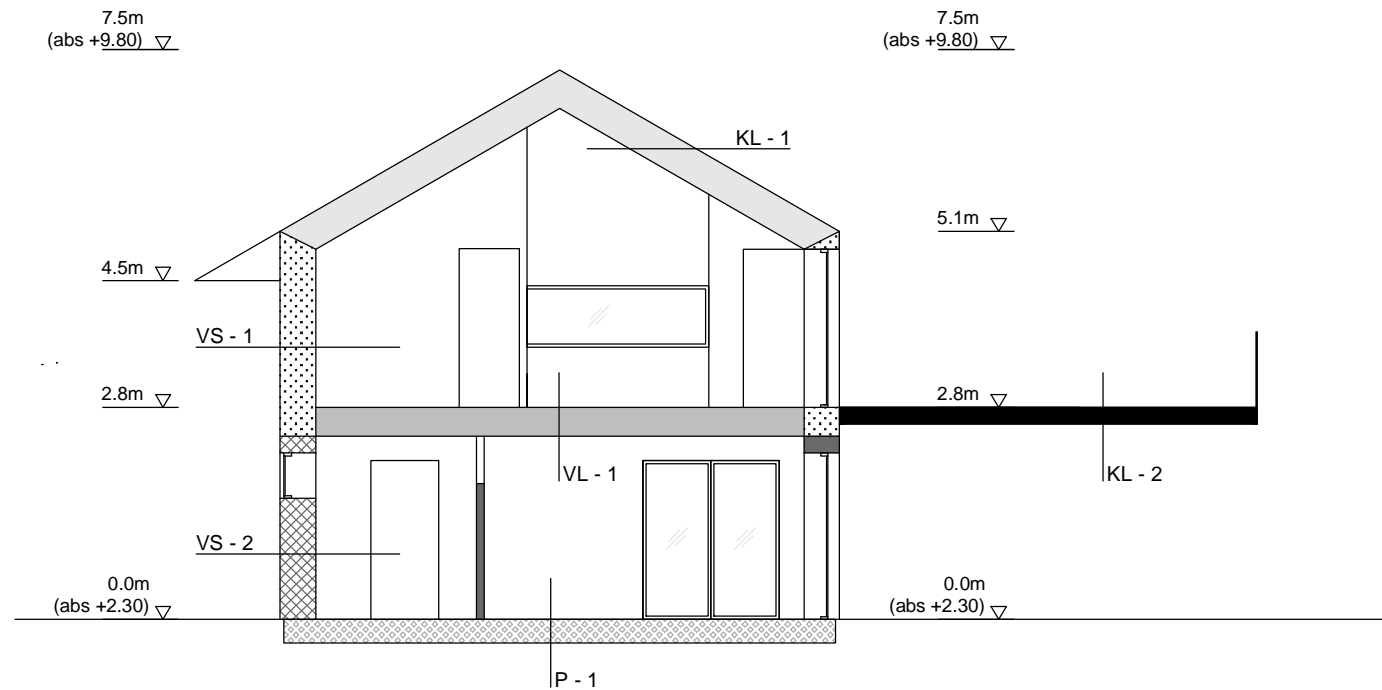 7.5m
(abs +9.80)
7.5m
(abs +9.80)
KL - 1
5.1m
4.5m
VS - 1
2.8m
2.8m
VL - 1
KL - 2
VS - 2
0.0m
(abs +2.30)
0.0m
(abs +2.30)
P - 1